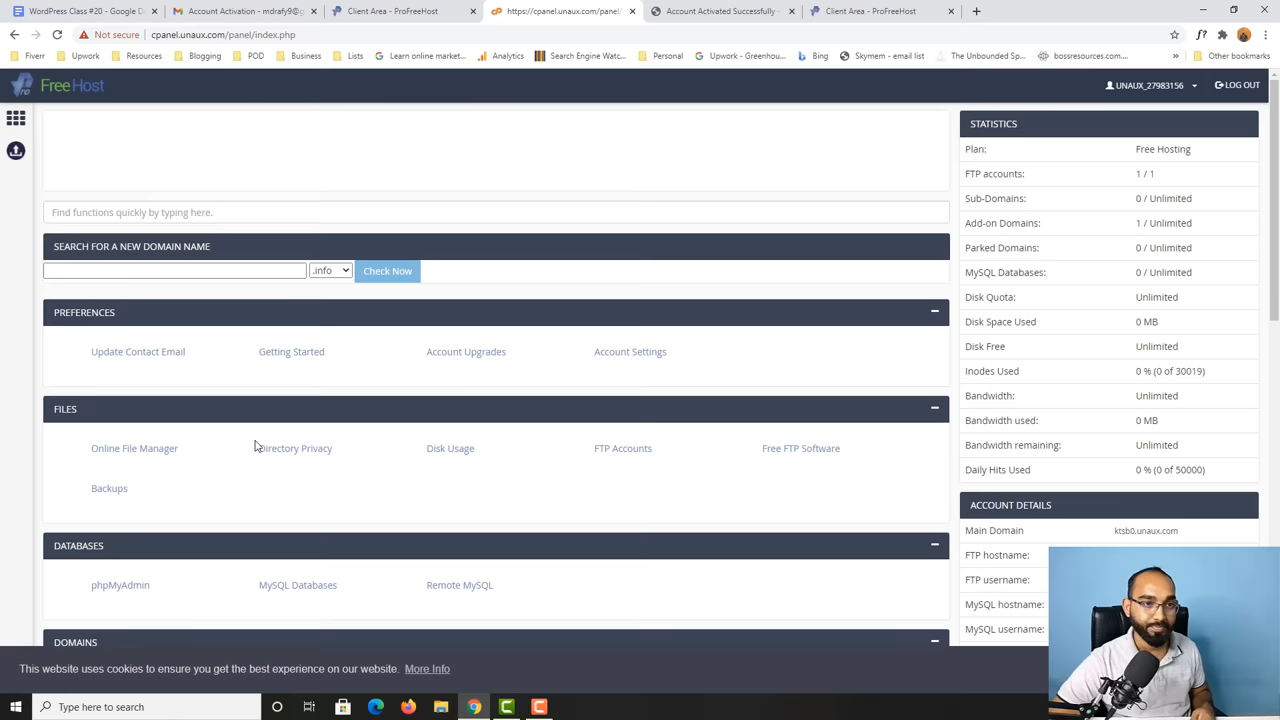 WordPress Class #20 - Google D
Account Activation - mdrafy9@g
Client Area - ProFreeHost
https://cpanel.unaux.com/panel/
Account Activated Successfully
Client Area - ProFreeHost
Not secure
cpanel.unaux.com/panel/index.php
Fiverr
Upwork
Resources
Blogging
POD
Business
Lists
Learn online market...
Analytics
Search Engine Watc...
Personal
Upwork - Greenhou...
Bing
Skymem - email list
The Unbounded Sp...
bossresources.com...
Other bookmarks
Pro FreeHost
UNAUX_27983156
LOG OUT
Find functions quickly by typing here.
SEARCH FOR A NEW DOMAIN NAME
.info
Check Now
PREFERENCES
Update Contact Email
Getting Started
Account Upgrades
Account Settings
FILES
Online File Manager
Directory Privacy
Disk Usage
FTP Accounts
Free FTP Software
Backups
DATABASES
phpMyAdmin
MySQL Databases
Remote MySQL
DOMAINS
STATISTICS
Plan: Free Hosting
FTP accounts: 1 / 1
Sub-Domains: 0 / Unlimited
Add-on Domains: 1 / Unlimited
Parked Domains: 0 / Unlimited
MySQL Databases: 0 / Unlimited
Disk Quota: Unlimited
Disk Space Used 0 MB
Disk Free Unlimited
Inodes Used 0 % (0 of 30019)
Bandwidth: Unlimited
Bandwidth used: 0 MB
Bandwidth remaining: Unlimited
Daily Hits Used 0 % (0 of 50000)
ACCOUNT DETAILS
Main Domain ktsb0.unaux.com
FTP hostname:
FTP username:
MySQL hostname:
MySQL username:
This website uses cookies to ensure you get the best experience on our website. More Info
Type here to search